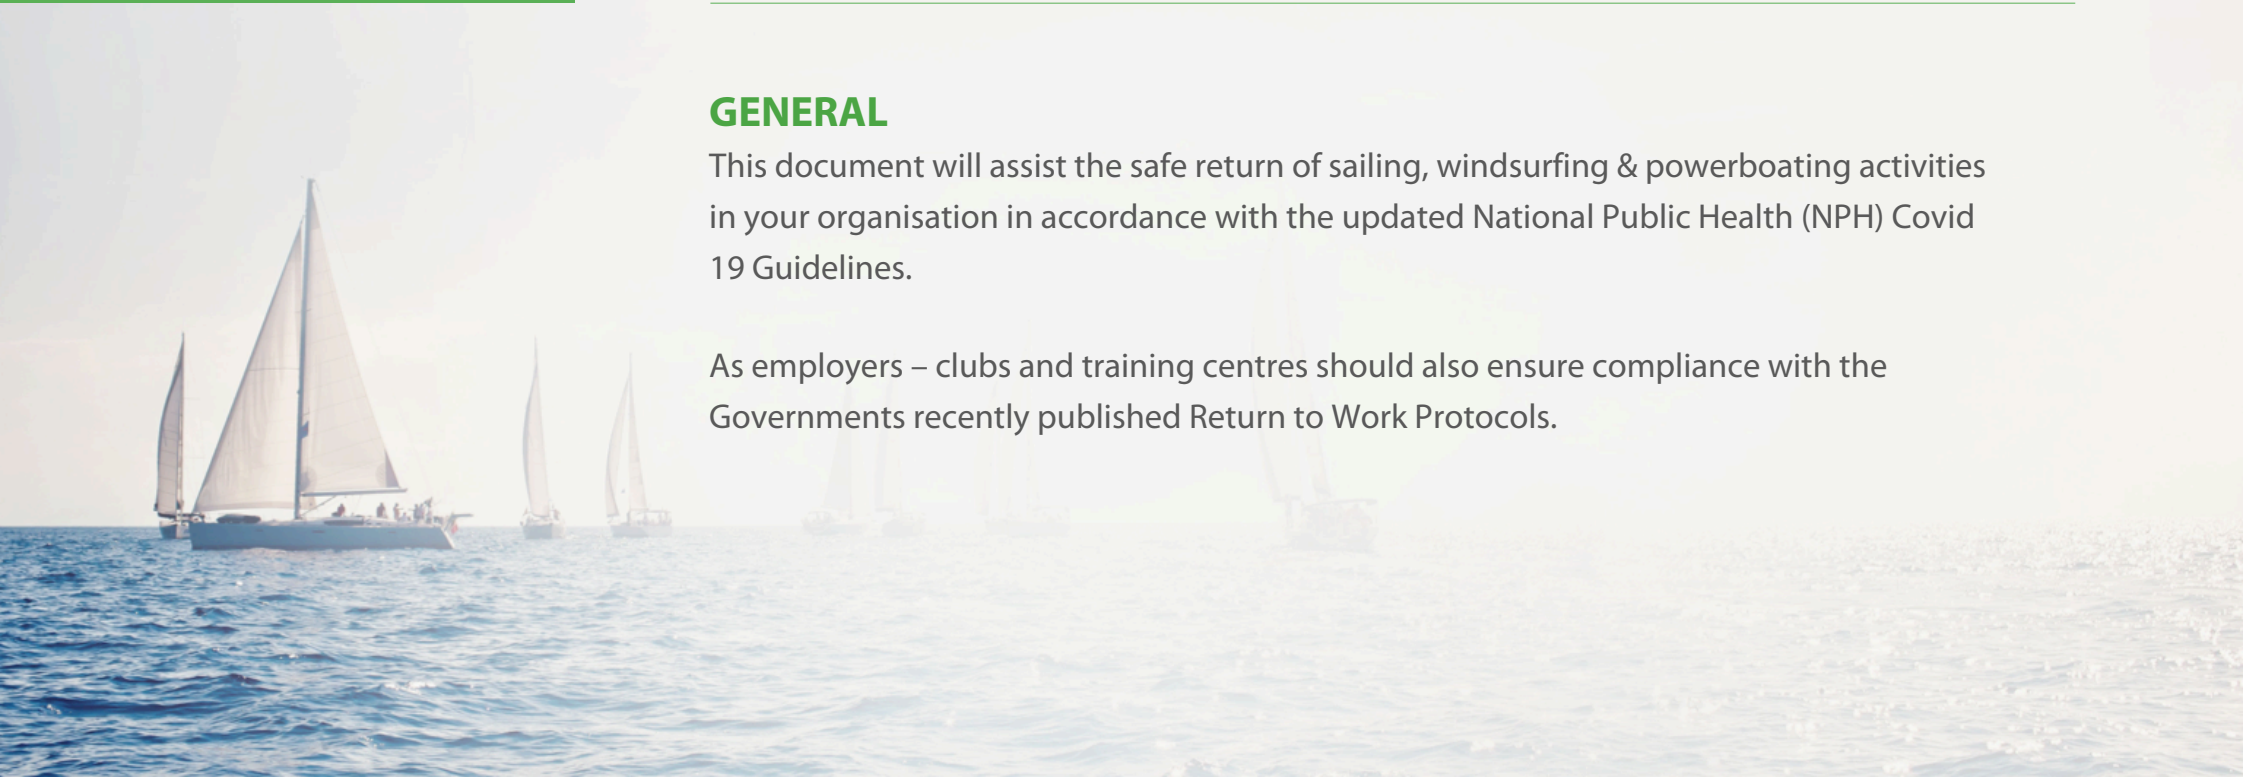 GENERAL
This document will assist the safe return of sailing, windsurfing & powerboating activities
in your organisation in accordance with the updated National Public Health (NPH) Covid
19 Guidelines.
As employers – clubs and training centres should also ensure compliance with the
Governments recently published Return to Work Protocols.